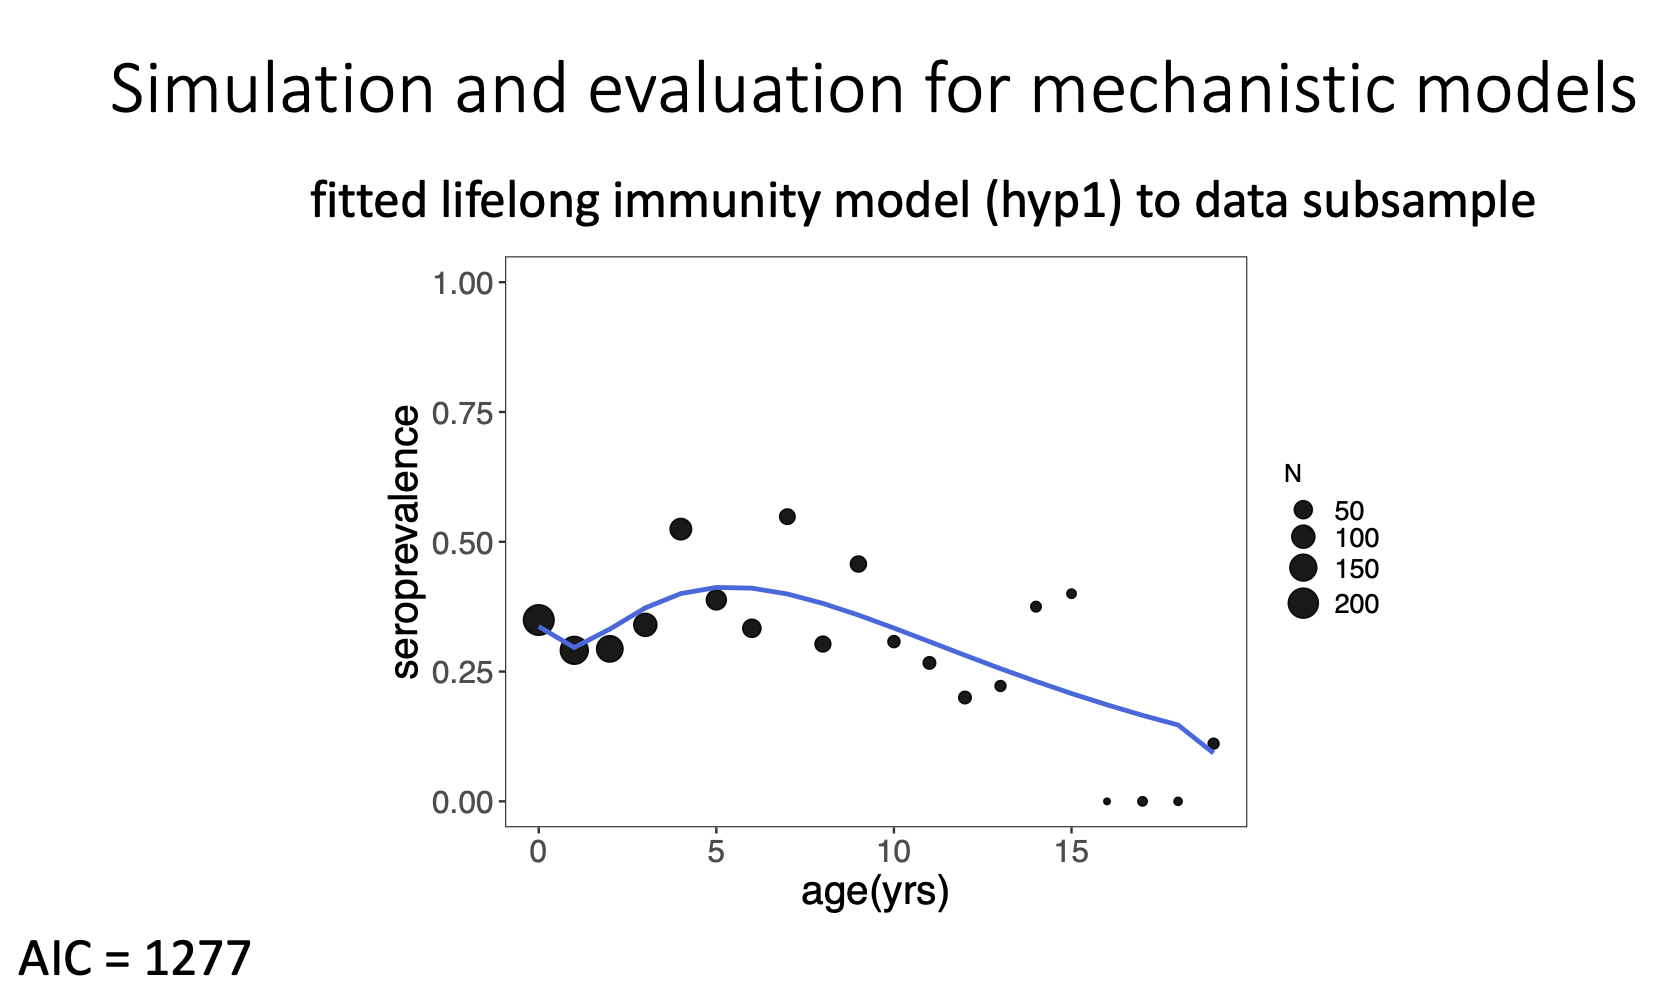 Simulation and evaluation for mechanistic models
fitted lifelong immunity model (hyp1) to data subsample
1.00
0.75
0.50
0.25
0.00
seroprevalence
0 5 10 15
age(yrs)
N
50
100
150
200
AIC = 1277